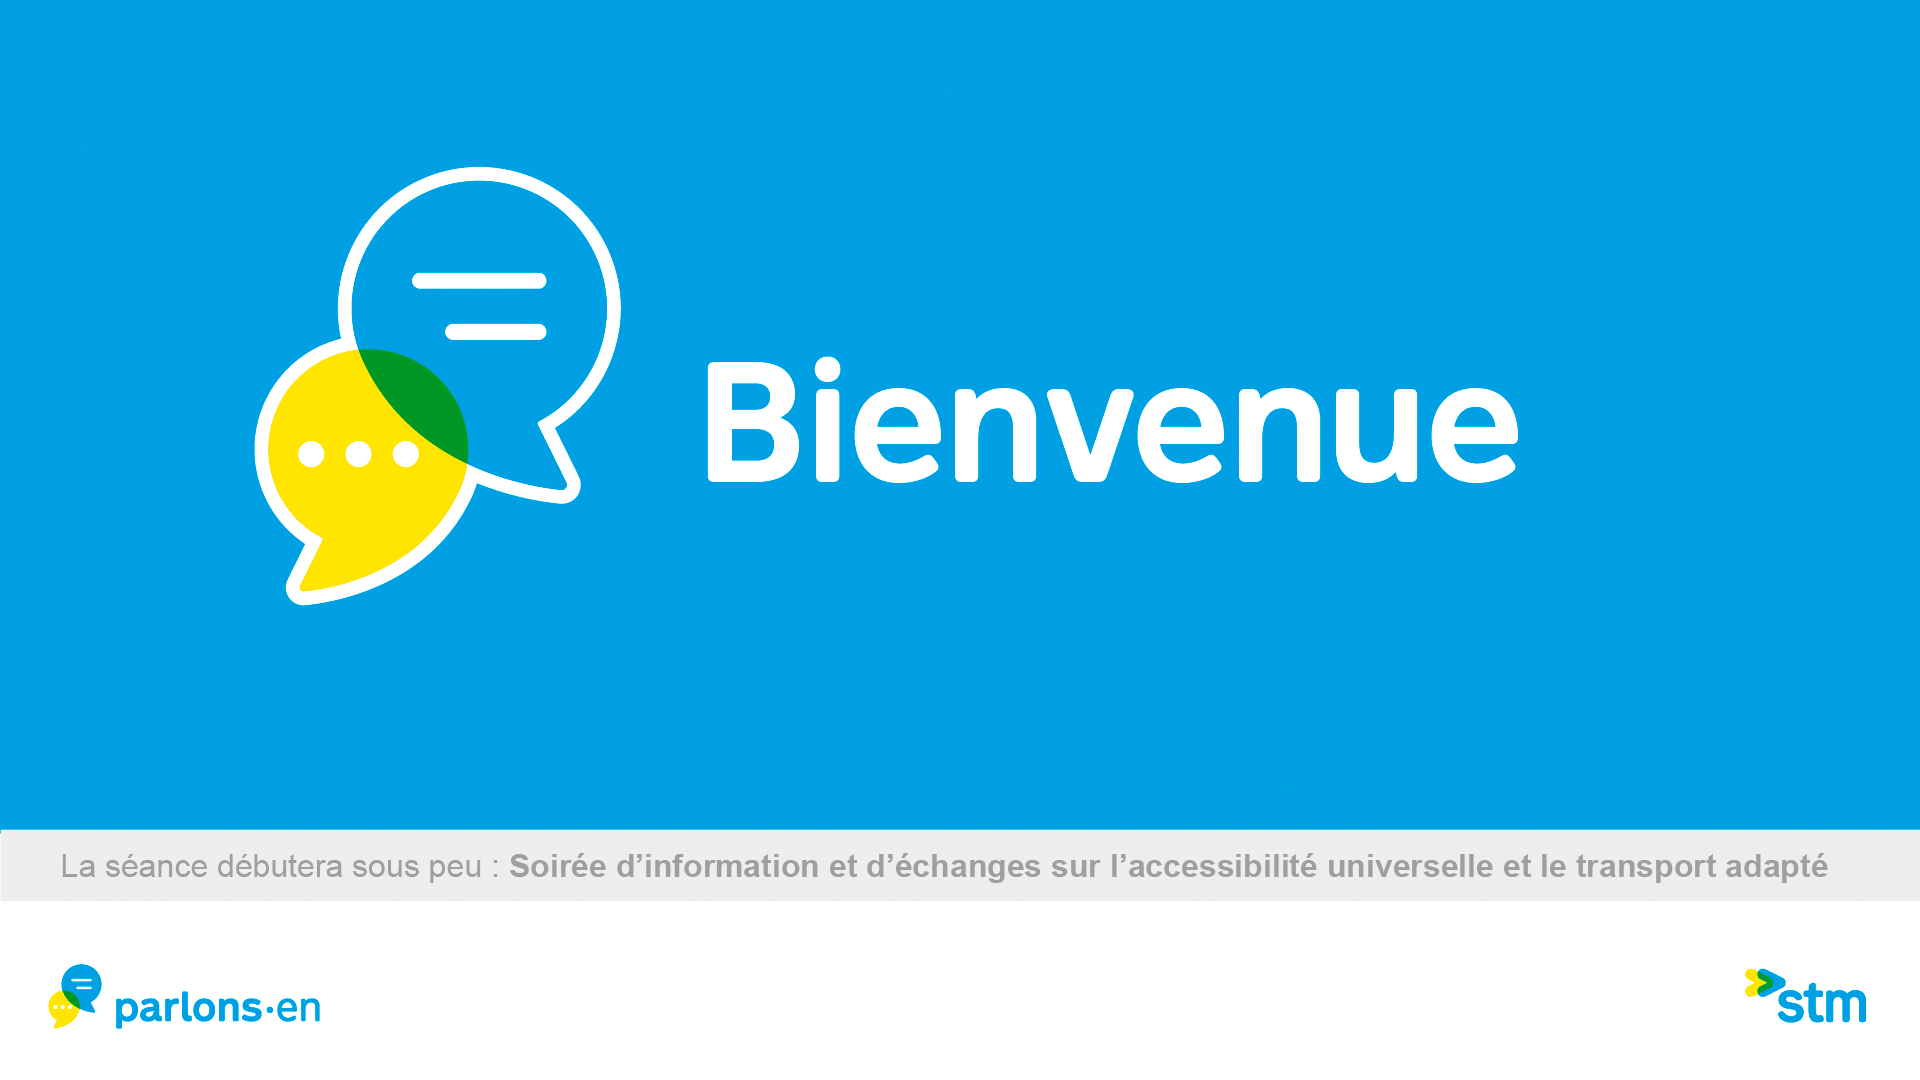 Bienvenue
La séance débutera sous peu : Soirée d’information et d’échanges sur l’accessibilité universelle et le transport adapté
parlons·en
stm